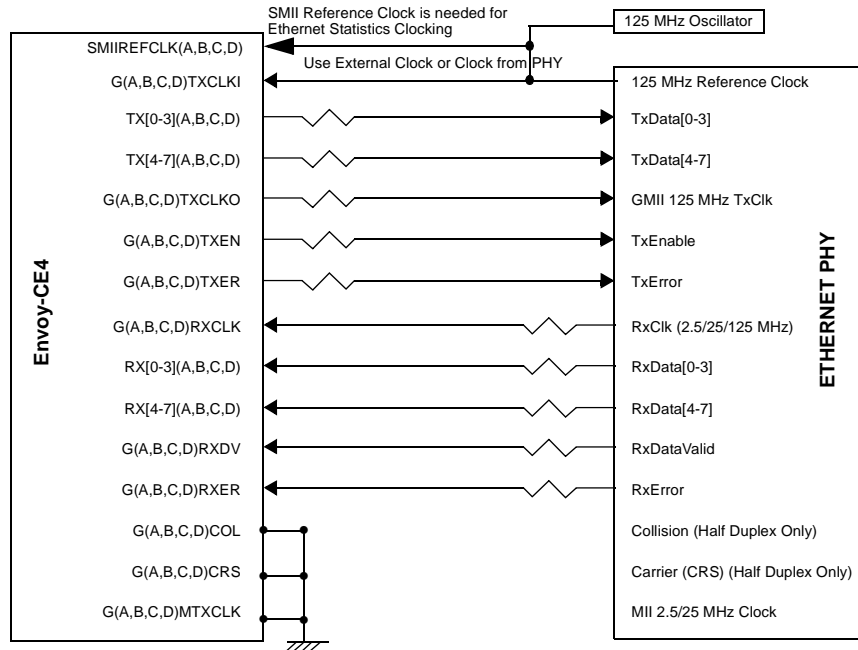 SMII Reference Clock is needed for
Ethernet Statistics Clocking
125 MHz Oscillator
SMIIREFCLK(A,B,C,D)
Use External Clock or Clock from PHY
G(A,B,C,D)TXCLKI
125 MHz Reference Clock
TX[0-3](A,B,C,D)
TxData[0-3]
TX[4-7](A,B,C,D)
TxData[4-7]
G(A,B,C,D)TXCLKO
GMII 125 MHz TxClk
G(A,B,C,D)TXEN
TxEnable
G(A,B,C,D)TXER
TxError
Envoy-CE4
ETHERNET PHY
G(A,B,C,D)RXCLK
RxClk (2.5/25/125 MHz)
RX[0-3](A,B,C,D)
RxData[0-3]
RX[4-7](A,B,C,D)
RxData[4-7]
G(A,B,C,D)RXDV
RxDataValid
G(A,B,C,D)RXER
RxError
G(A,B,C,D)COL
Collision (Half Duplex Only)
G(A,B,C,D)CRS
Carrier (CRS) (Half Duplex Only)
G(A,B,C,D)MTXCLK
MII 2.5/25 MHz Clock